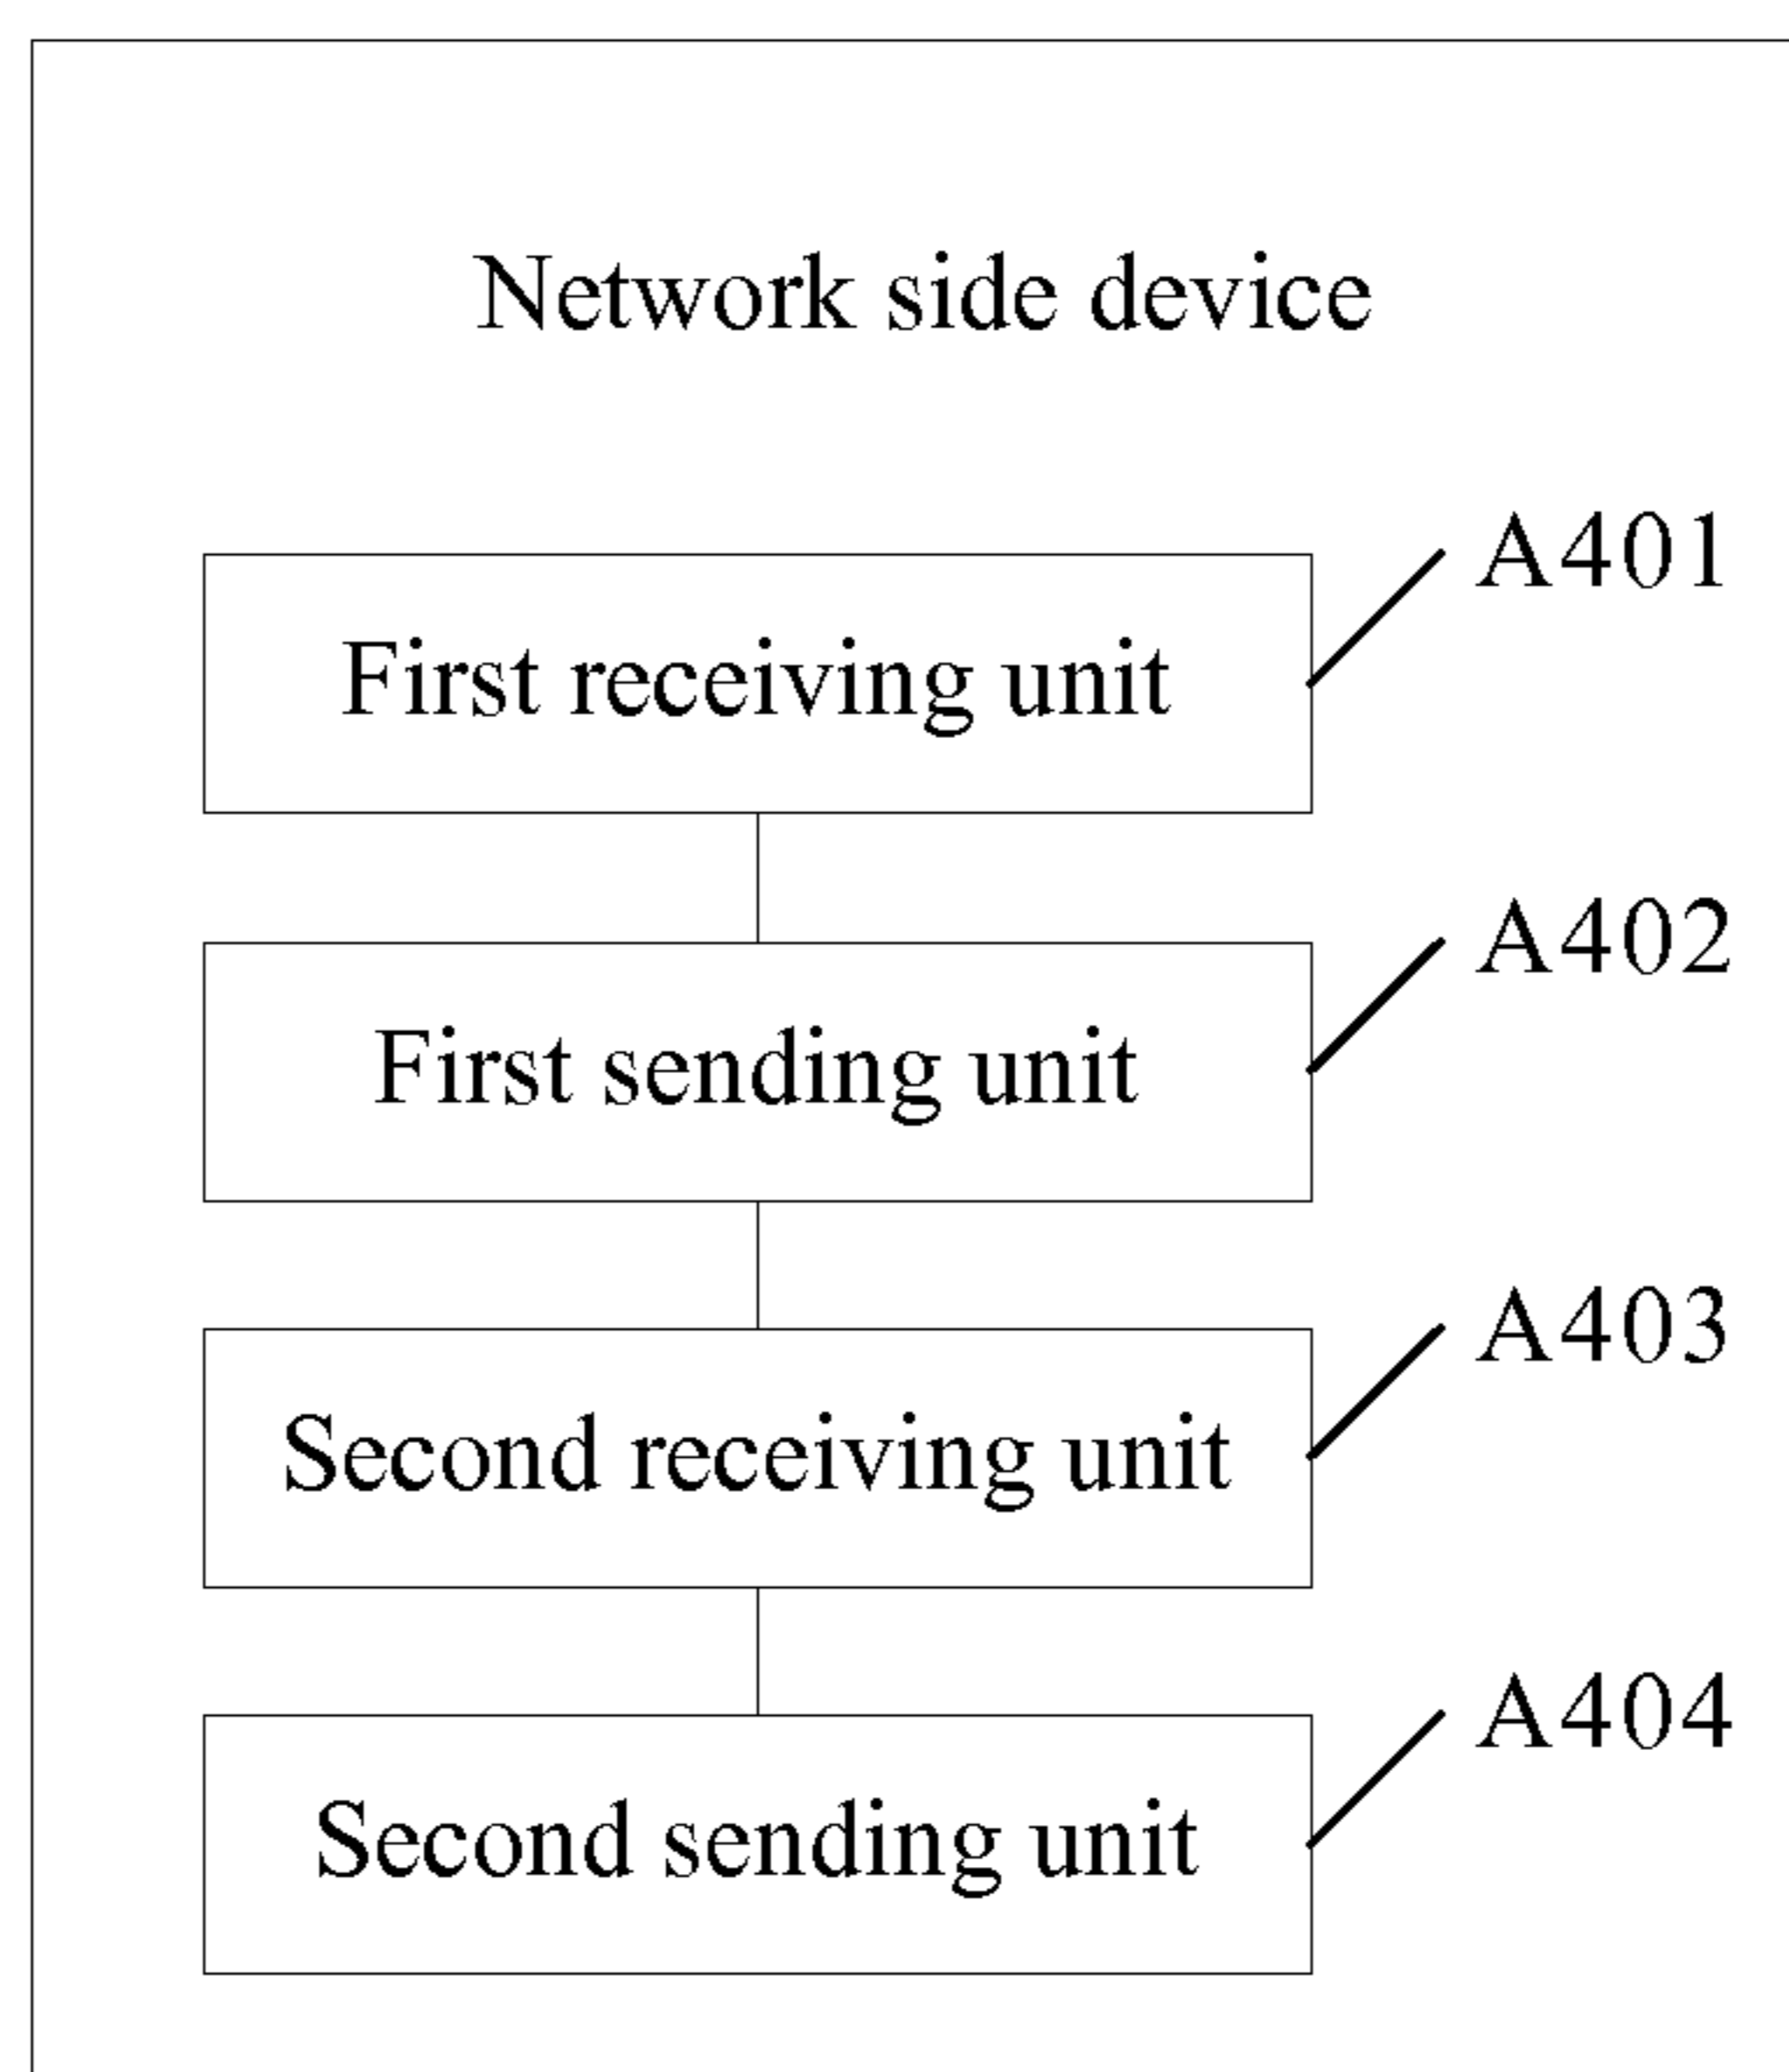 Network side device
A401
First receiving unit
A402
First sending unit
A403
Second receiving unit
A404
Second sending unit